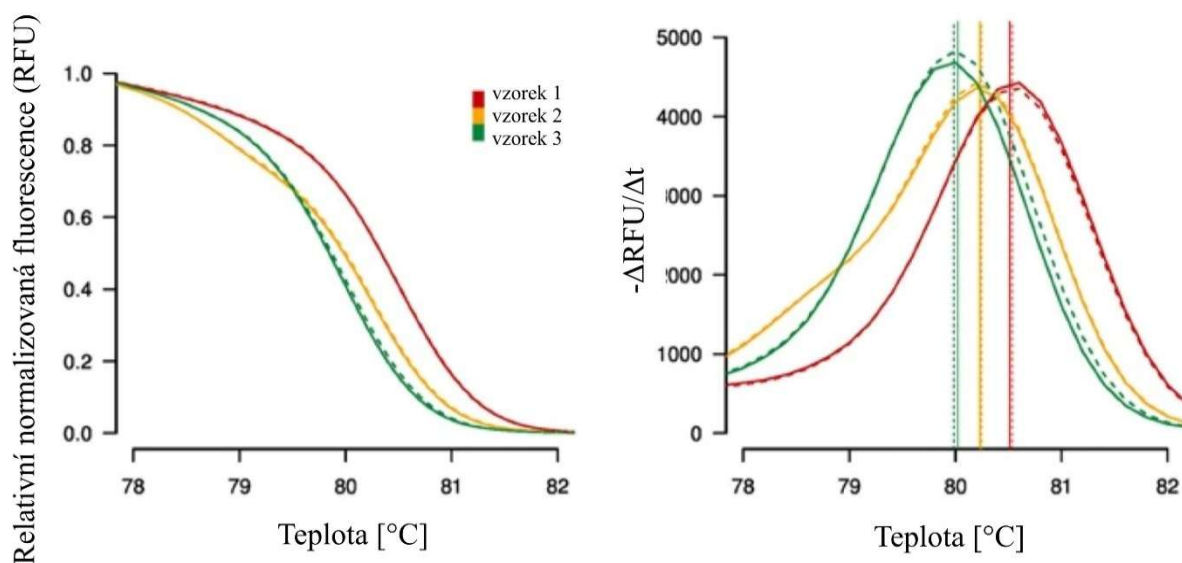 Relativní normalizovaná fluorescence (RFU)
1.0
0.8
0.6
0.4
0.2
0.0
vzorek 1
vzorek 2
vzorek 3
78 79 80 81 82
Teplota [°C]
-ΔRFU/Δt
5000
4000
3000
2000
1000
0
78 79 80 81 82
Teplota [°C]